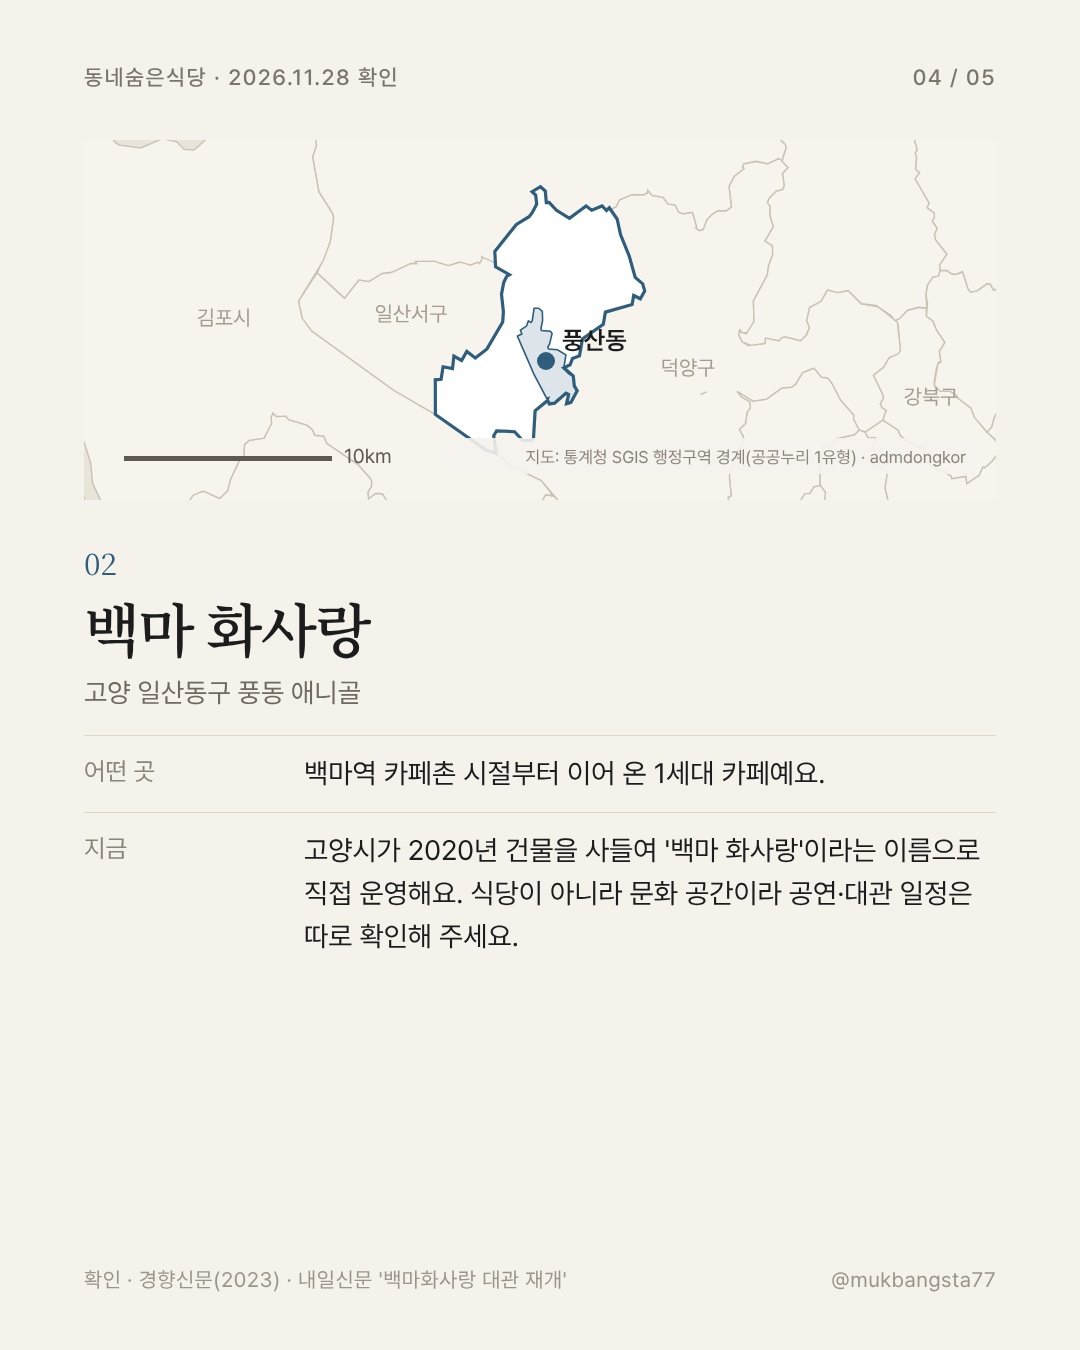 동네숨은식당 · 2026.11.28 확인
04 / 05
김포시
일산서구
풍산동
덕양구
강북구
10km
지도: 통계청 SGIS 행정구역 경계(공공누리 1유형) · admdongkor
02
백마 화사랑
고양 일산동구 풍동 애니골
어떤 곳
백마역 카페촌 시절부터 이어 온 1세대 카페예요.
지금
고양시가 2020년 건물을 사들여 '백마 화사랑'이라는 이름으로
직접 운영해요. 식당이 아니라 문화 공간이라 공연·대관 일정은
따로 확인해 주세요.
확인 · 경향신문(2023) · 내일신문 '백마화사랑 대관 재개'
@mukbangsta77